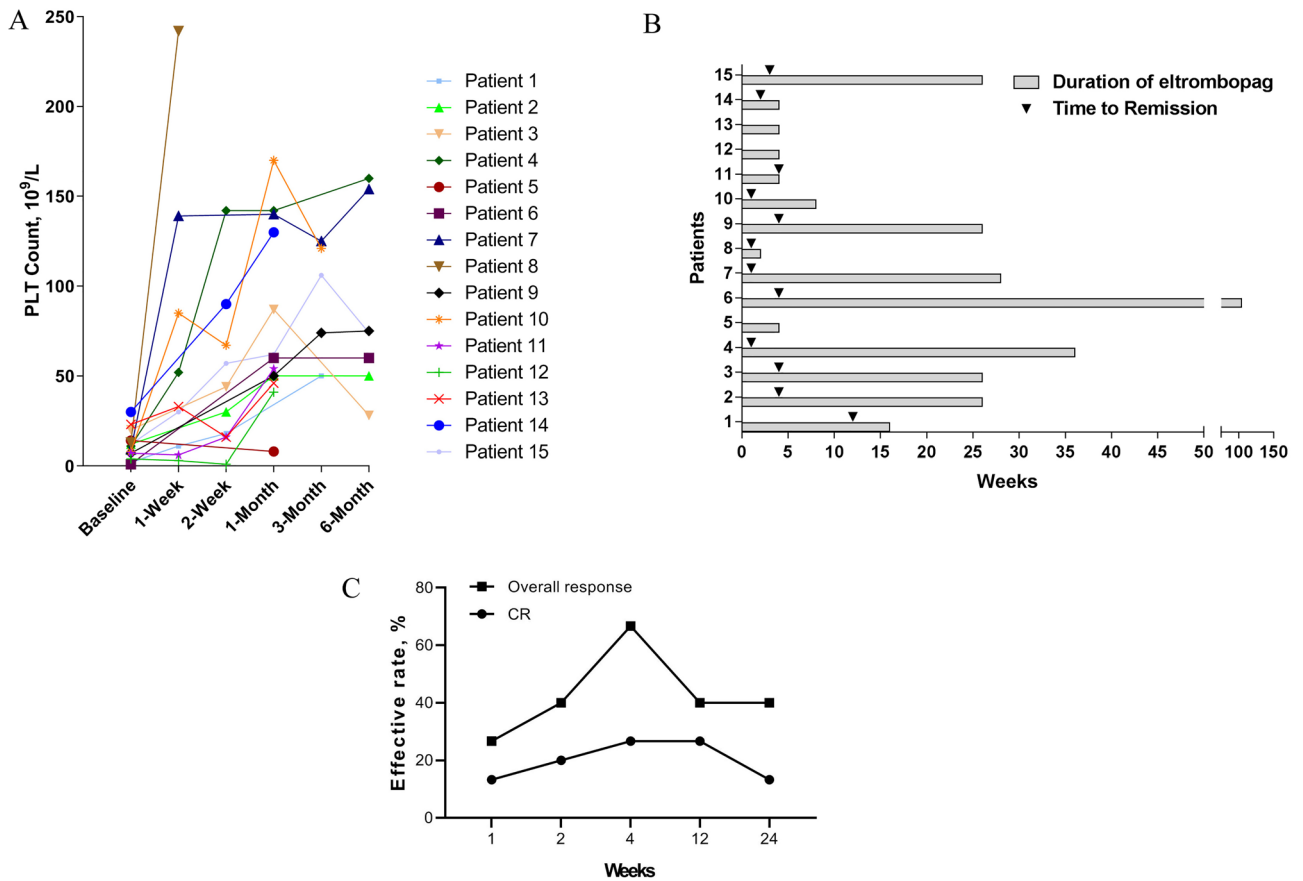 A
PLT Count, 10⁹/L
250
200
150
100
50
0
Baseline
1-Week
2-Week
1-Month
3-Month
6-Month
Patient 1
Patient 2
Patient 3
Patient 4
Patient 5
Patient 6
Patient 7
Patient 8
Patient 9
Patient 10
Patient 11
Patient 12
Patient 13
Patient 14
Patient 15
B
Duration of eltrombopag
Time to Remission
Patients
15
14
13
12
11
10
9
8
7
6
5
4
3
2
1
0 5 10 15 20 25 30 35 40 45 50 100 150
Weeks
C
Overall response
CR
Effective rate, %
80
60
40
20
0
1 2 4 12 24
Weeks